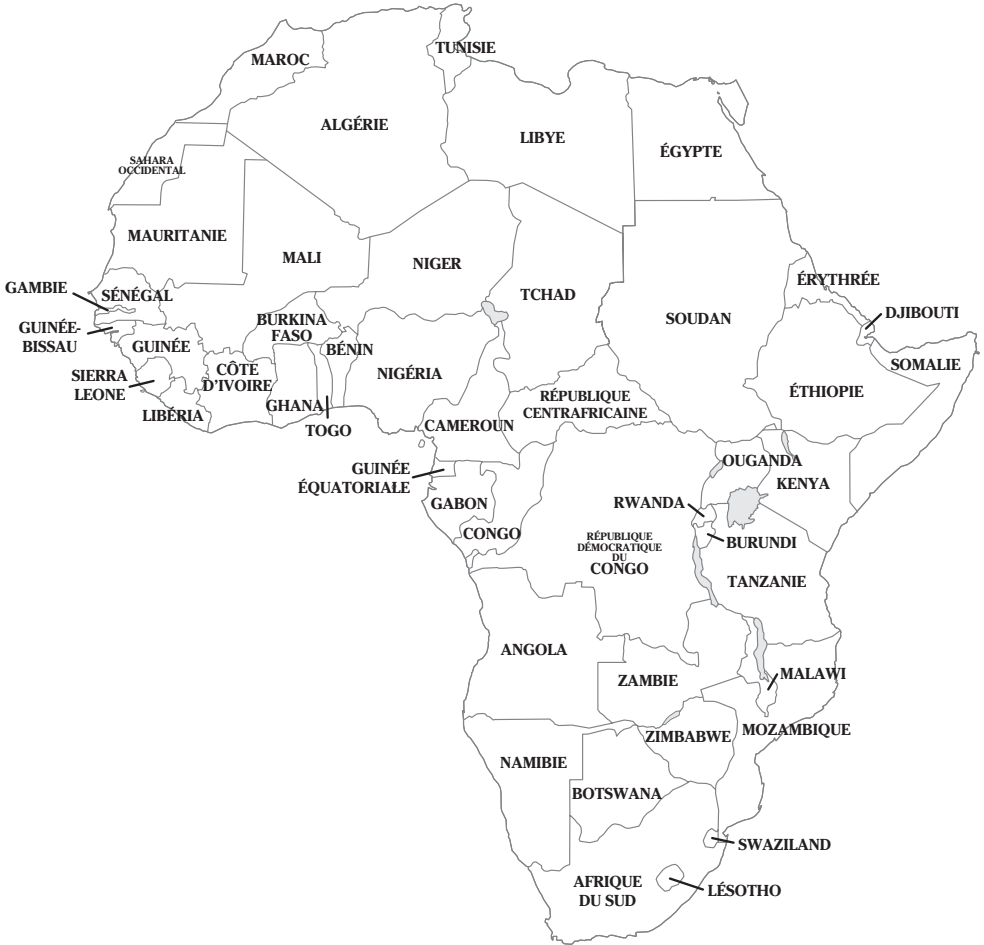 TUNISIE
MAROC
ALGÉRIE
LIBYE
ÉGYPTE
SAHARA
OCCIDENTAL
MAURITANIE
MALI
NIGER
TCHAD
SOUDAN
ÉRYTHRÉE
GAMBIE
SÉNÉGAL
DJIBOUTI
BURKINA
FASO
GUINÉE-
BISSAU
GUINÉE
BÉNIN
NIGÉRIA
SOMALIE
SIERRA
LEONE
CÔTE
D'IVOIRE
ÉTHIOPIE
LIBÉRIA
GHANA
TOGO
CAMEROUN
RÉPUBLIQUE
CENTRAFRICAINE
GUINÉE
ÉQUATORIALE
OUGANDA
KENYA
GABON
RWANDA
CONGO
RÉPUBLIQUE
DÉMOCRATIQUE
DU
CONGO
BURUNDI
TANZANIE
ANGOLA
ZAMBIE
MALAWI
MOZAMBIQUE
ZIMBABWE
NAMIBIE
BOTSWANA
SWAZILAND
AFRIQUE
DU SUD
LÉSOTHO